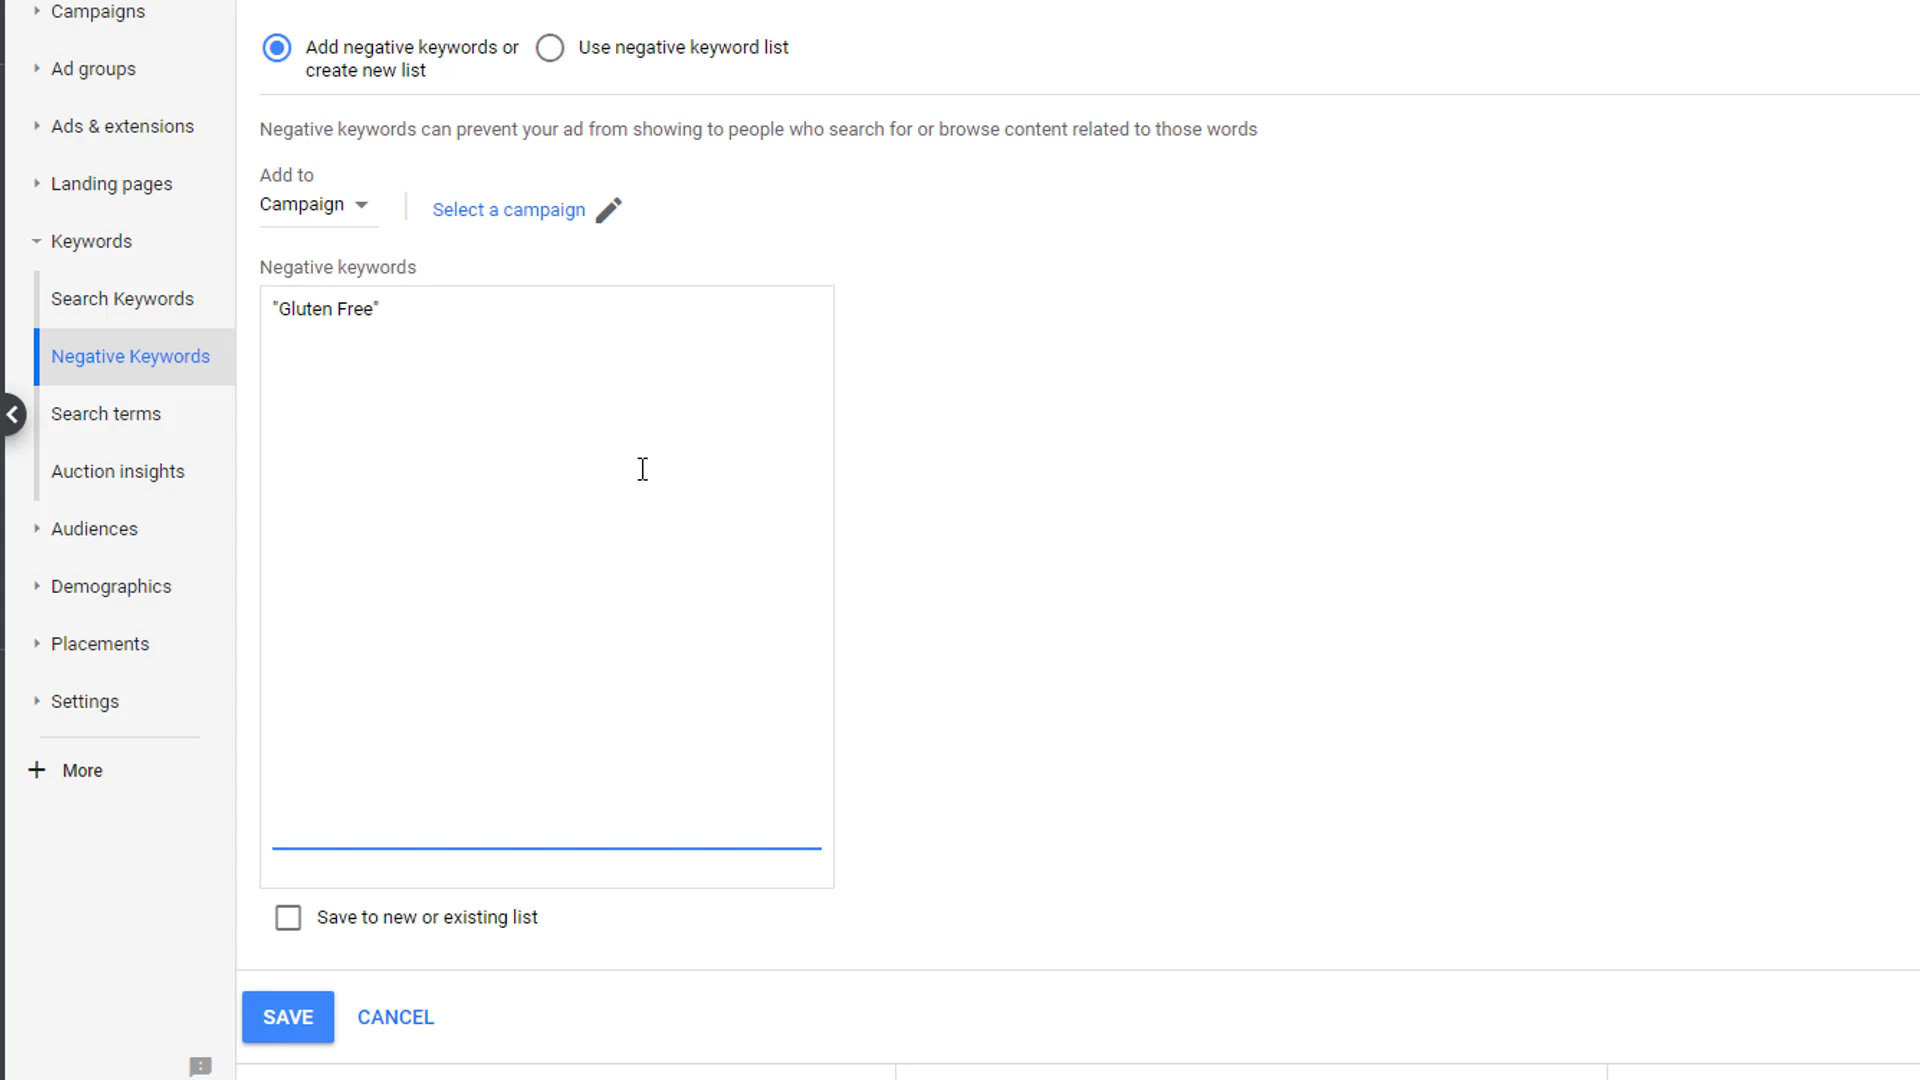 Campaigns
Ad groups
Ads & extensions
Landing pages
Keywords
Search Keywords
Negative Keywords
Search terms
Auction insights
Audiences
Demographics
Placements
Settings
More
Add negative keywords or
create new list
Use negative keyword list
Negative keywords can prevent your ad from showing to people who search for or browse content related to those words
Add to
Campaign
Select a campaign
Negative keywords
"Gluten Free"
Save to new or existing list
SAVE
CANCEL